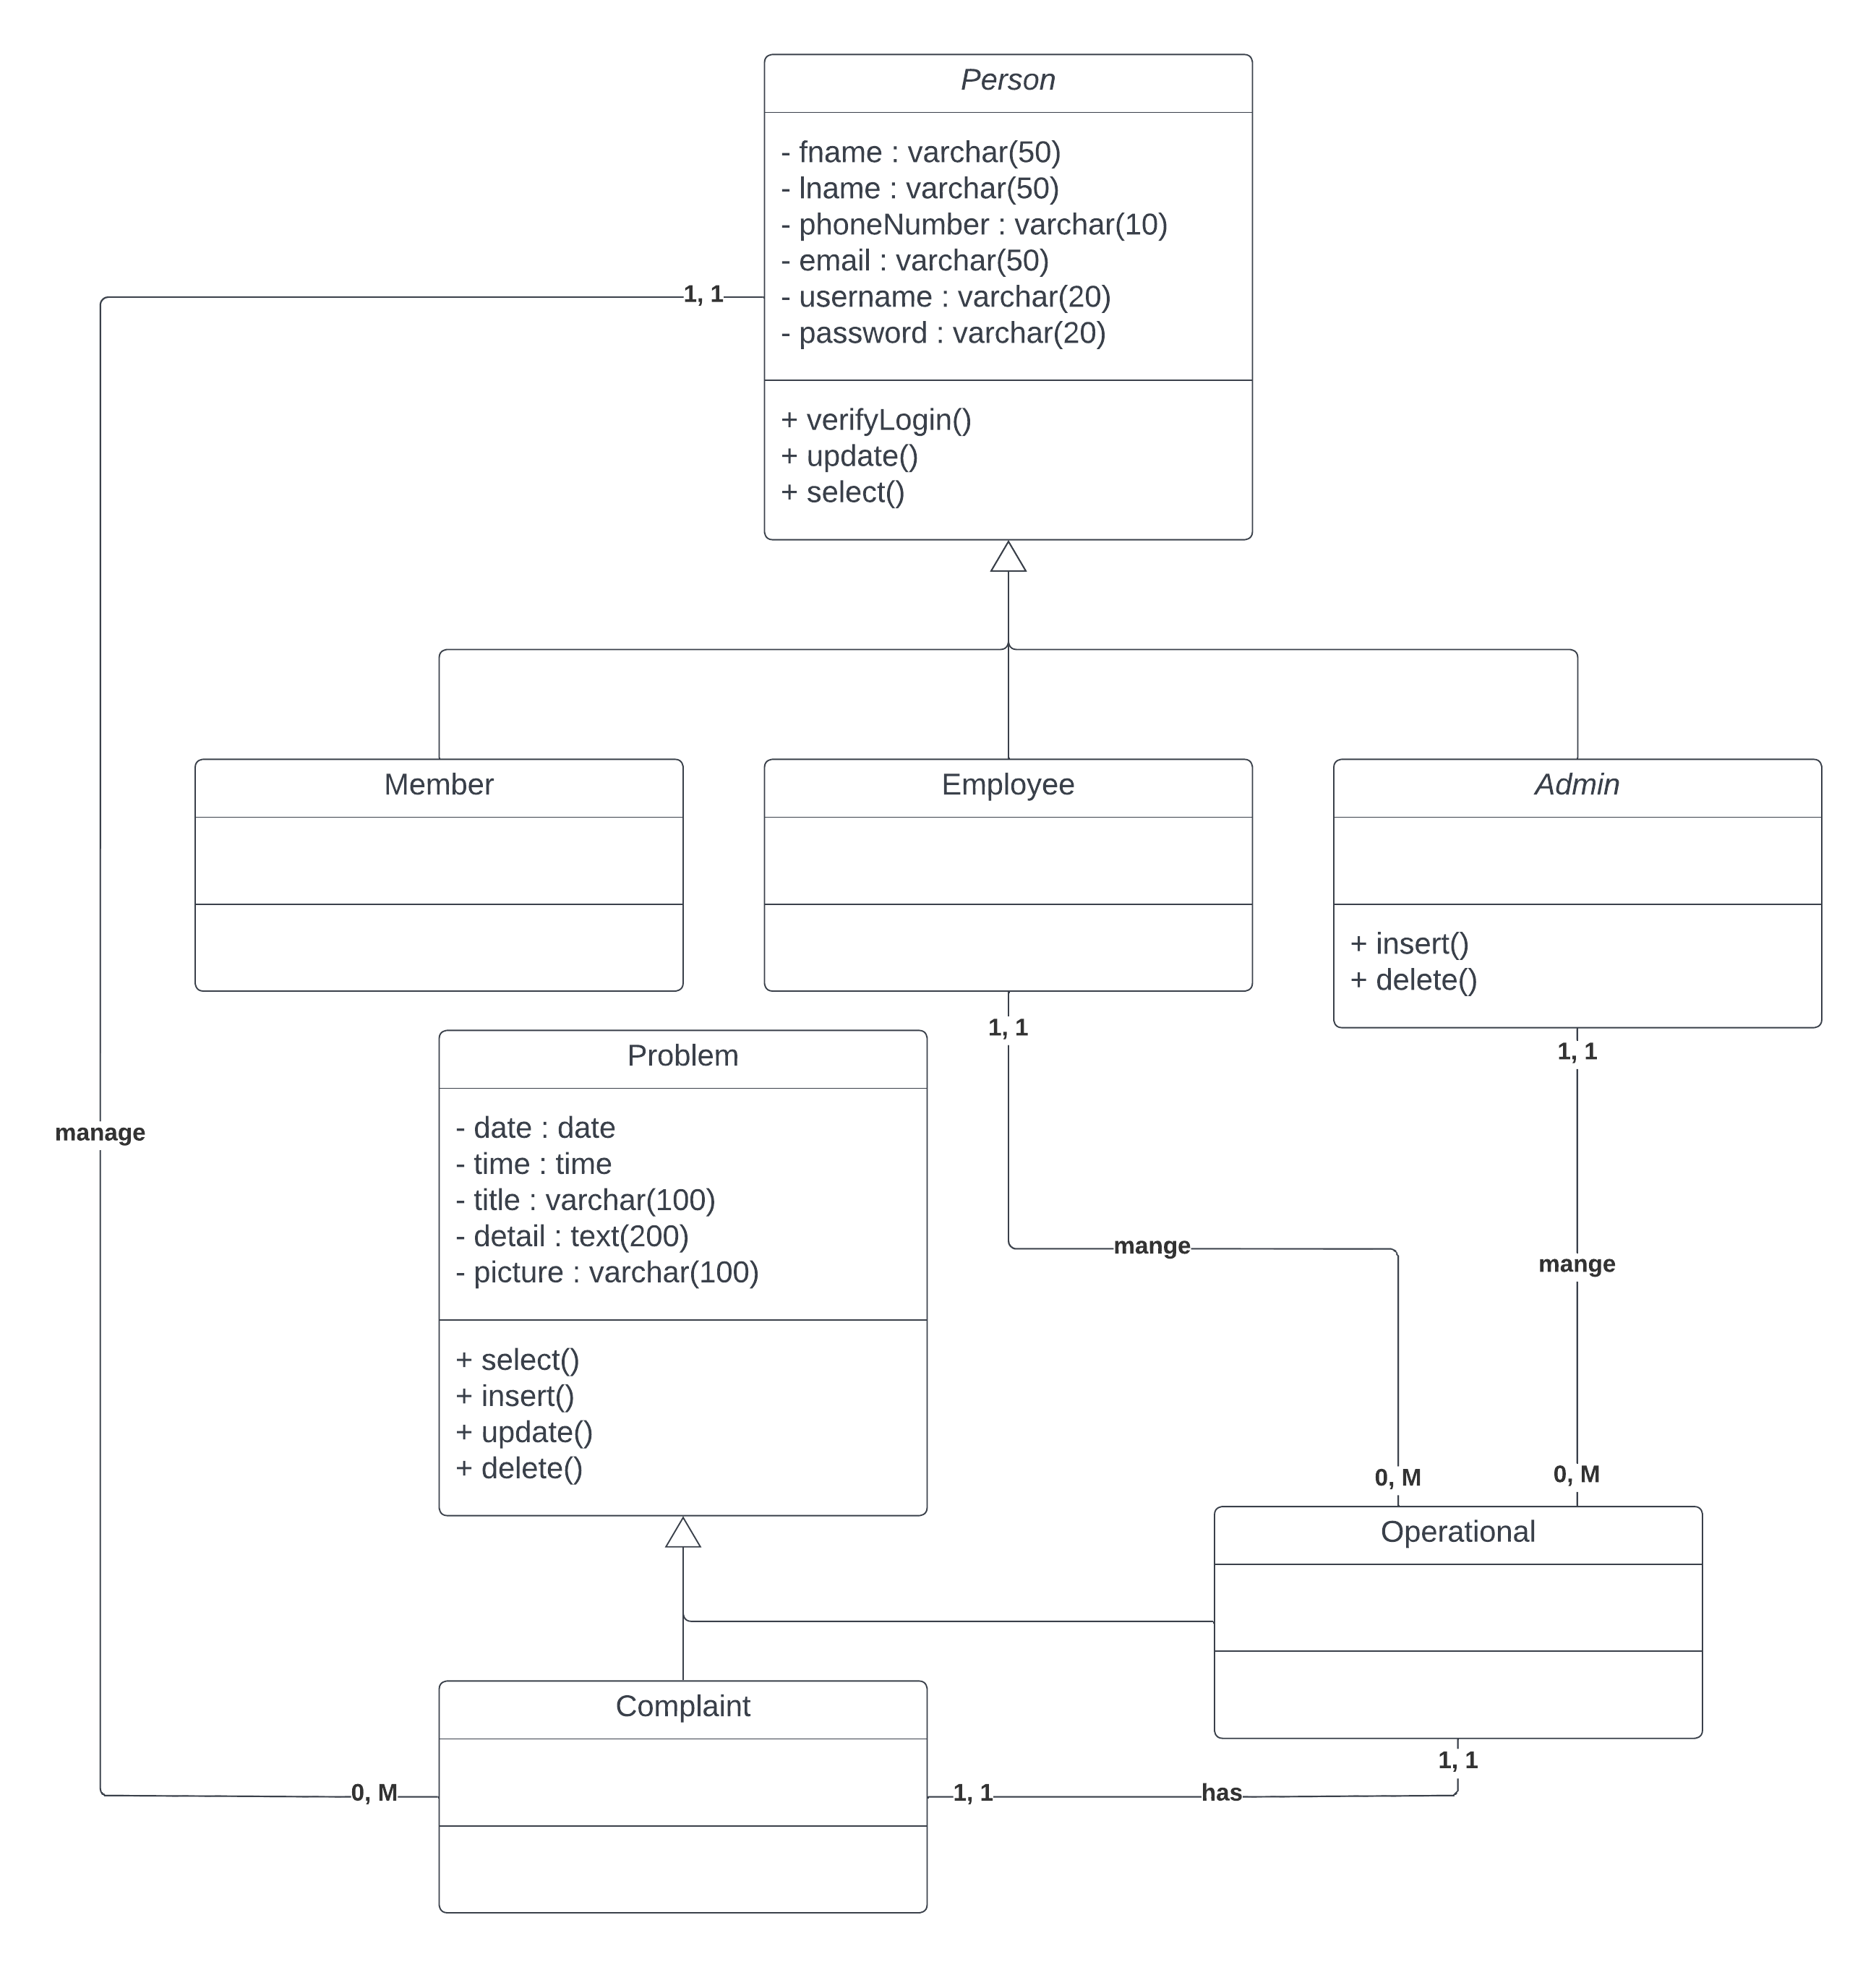 Person
- fname : varchar(50)
- lname : varchar(50)
- phoneNumber : varchar(10)
- email : varchar(50)
- username : varchar(20)
- password : varchar(20)
+ verifyLogin()
+ update()
+ select()
1, 1
Member
Employee
Admin
+ insert()
+ delete()
1, 1
1, 1
Problem
- date : date
- time : time
- title : varchar(100)
- detail : text(200)
- picture : varchar(100)
+ select()
+ insert()
+ update()
+ delete()
manage
mange
mange
0, M
0, M
Operational
Complaint
1, 1
0, M
1, 1
has